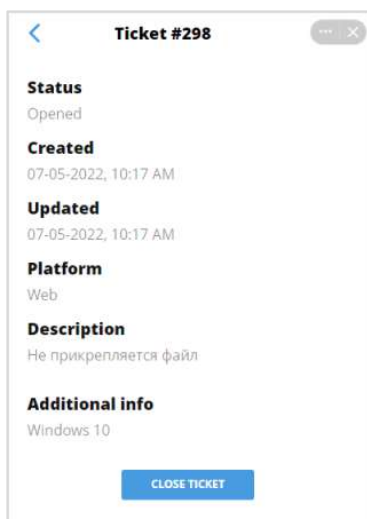 Ticket #298
Status
Opened
Created
07-05-2022, 10:17 AM
Updated
07-05-2022, 10:17 AM
Platform
Web
Description
Не прикрепляется файл
Additional info
Windows 10
CLOSE TICKET